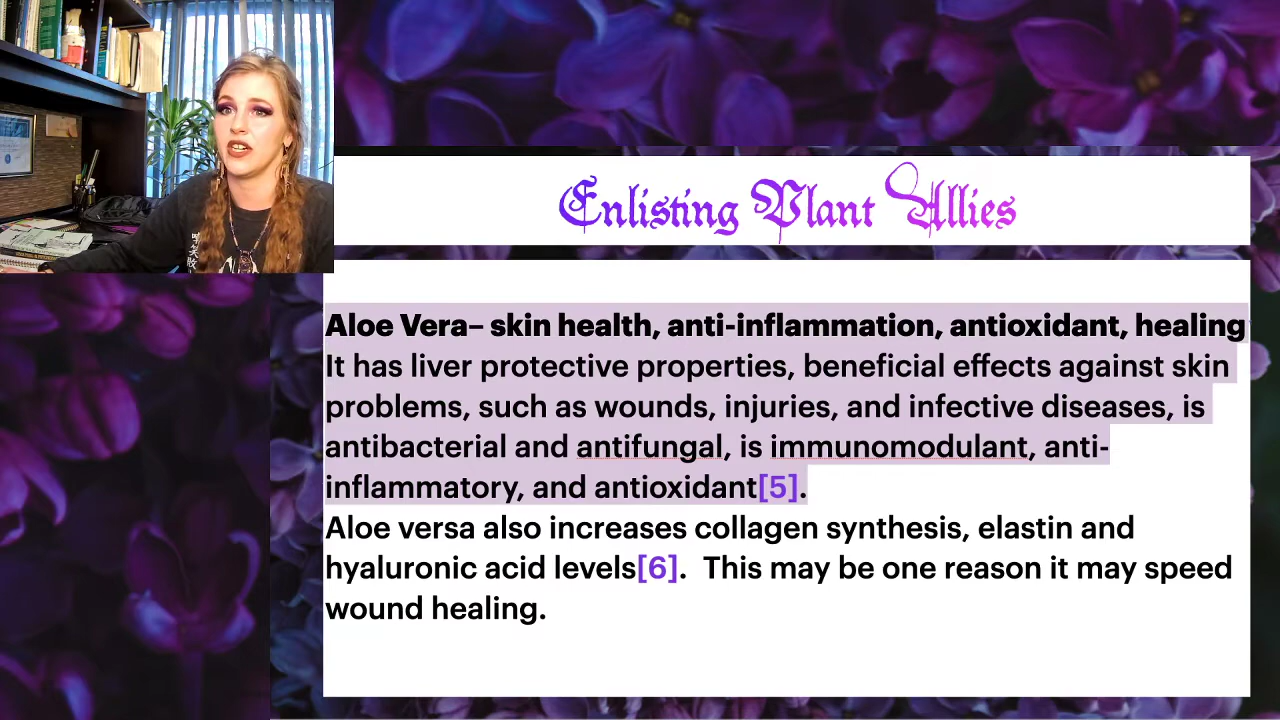 Enlisting Plant Allies
Aloe Vera– skin health, anti-inflammation, antioxidant, healing
It has liver protective properties, beneficial effects against skin
problems, such as wounds, injuries, and infective diseases, is
antibacterial and antifungal, is immunomodulant, anti-
inflammatory, and antioxidant[5].
Aloe versa also increases collagen synthesis, elastin and
hyaluronic acid levels[6].  This may be one reason it may speed
wound healing.